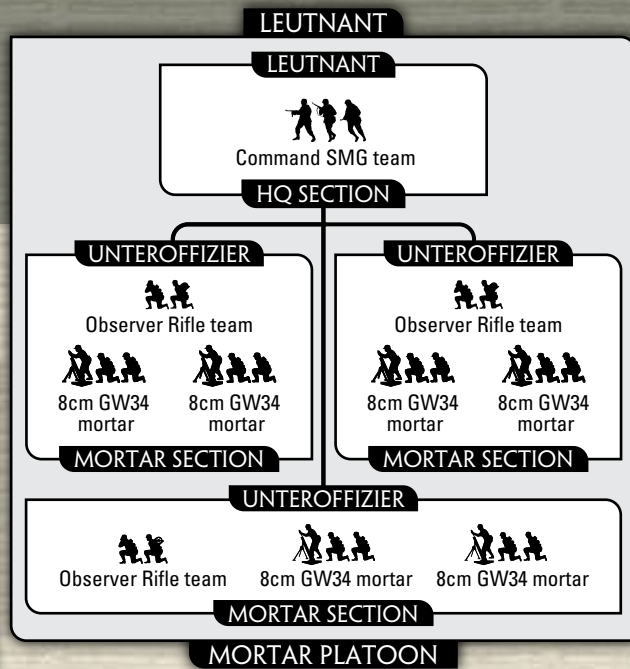 LEUTNANT
LEUTNANT
Command SMG team
HQ SECTION
UNTEROFFIZIER
Observer Rifle team
8cm GW34
mortar
8cm GW34
mortar
MORTAR SECTION
UNTEROFFIZIER
Observer Rifle team
8cm GW34
mortar
8cm GW34
mortar
MORTAR SECTION
UNTEROFFIZIER
Observer Rifle team
8cm GW34 mortar
8cm GW34 mortar
MORTAR SECTION
MORTAR PLATOON